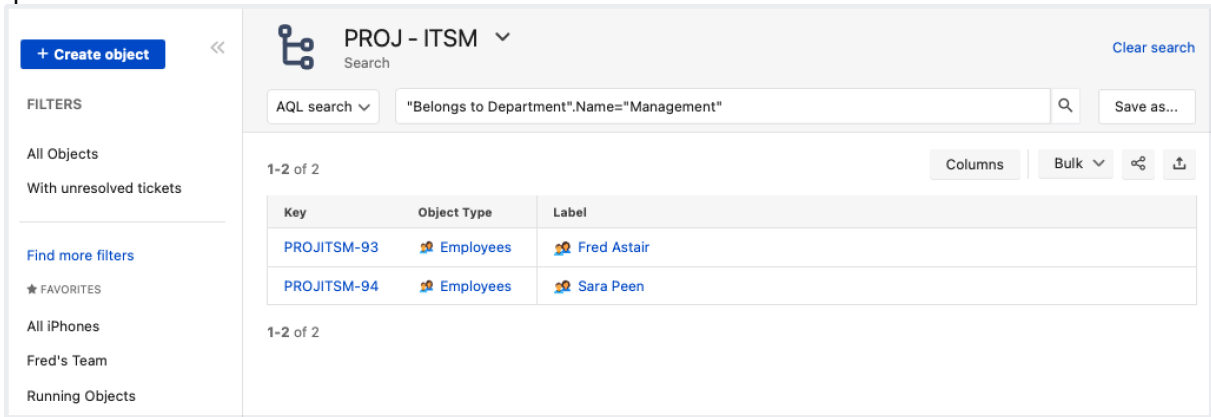 + Create object
FILTERS
All Objects
With unresolved tickets
Find more filters
★ FAVORITES
All iPhones
Fred's Team
Running Objects
PROJ - ITSM
Search
Clear search
AQL search "Belongs to Department".Name="Management" Save as...
1-2 of 2
Columns Bulk
Key Object Type Label
PROJITSM-93 Employees Fred Astair
PROJITSM-94 Employees Sara Peen
1-2 of 2